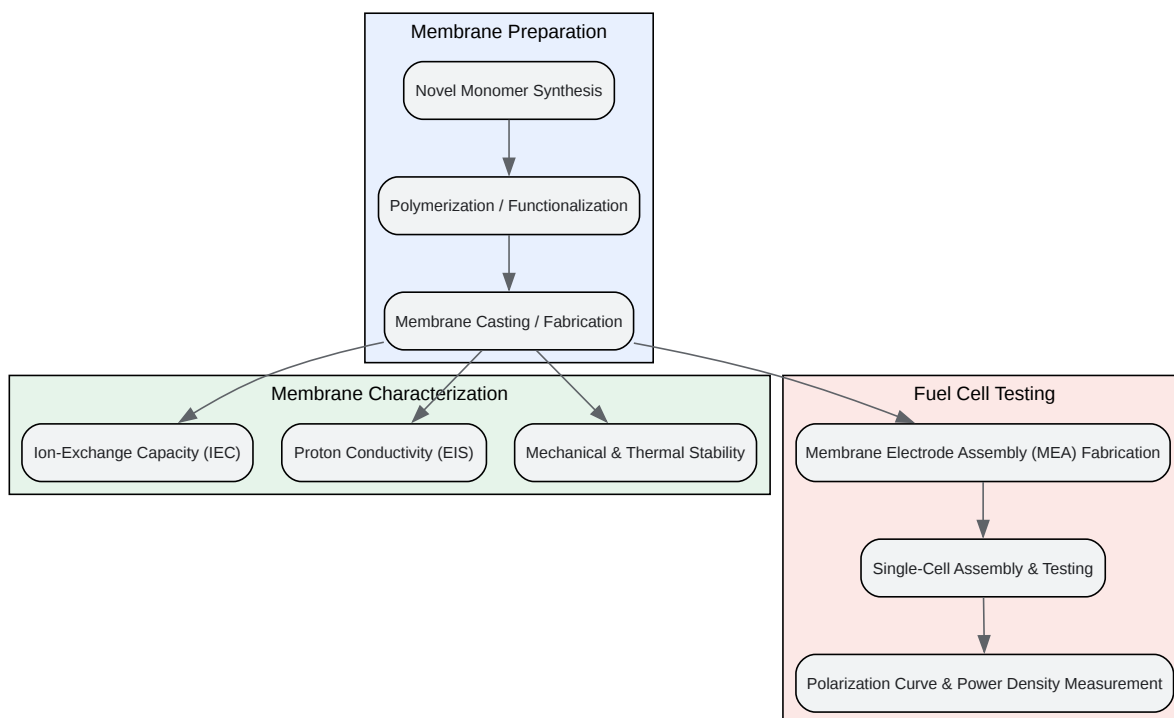 Membrane Preparation
Novel Monomer Synthesis
Polymerization / Functionalization
Membrane Casting / Fabrication
Membrane Characterization
Ion-Exchange Capacity (IEC)
Proton Conductivity (EIS)
Mechanical & Thermal Stability
Fuel Cell Testing
Membrane Electrode Assembly (MEA) Fabrication
Single-Cell Assembly & Testing
Polarization Curve & Power Density Measurement